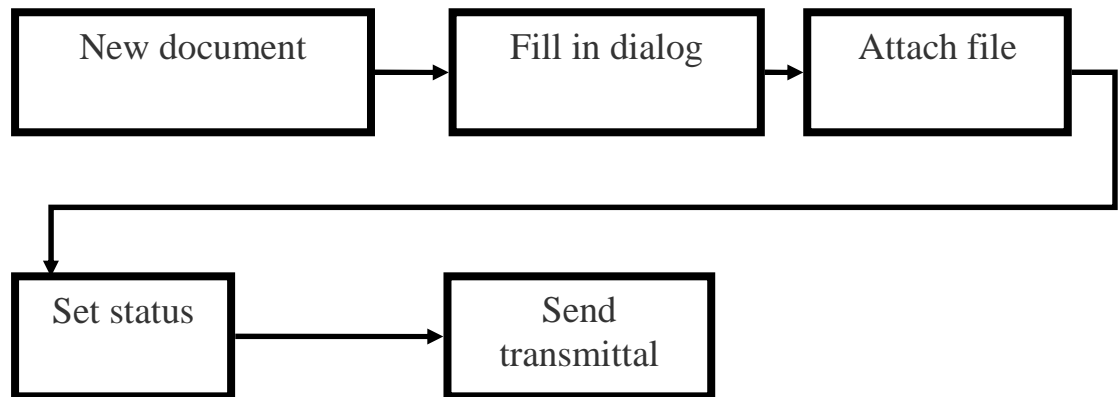 New document
Fill in dialog
Attach file
Set status
Send
transmittal